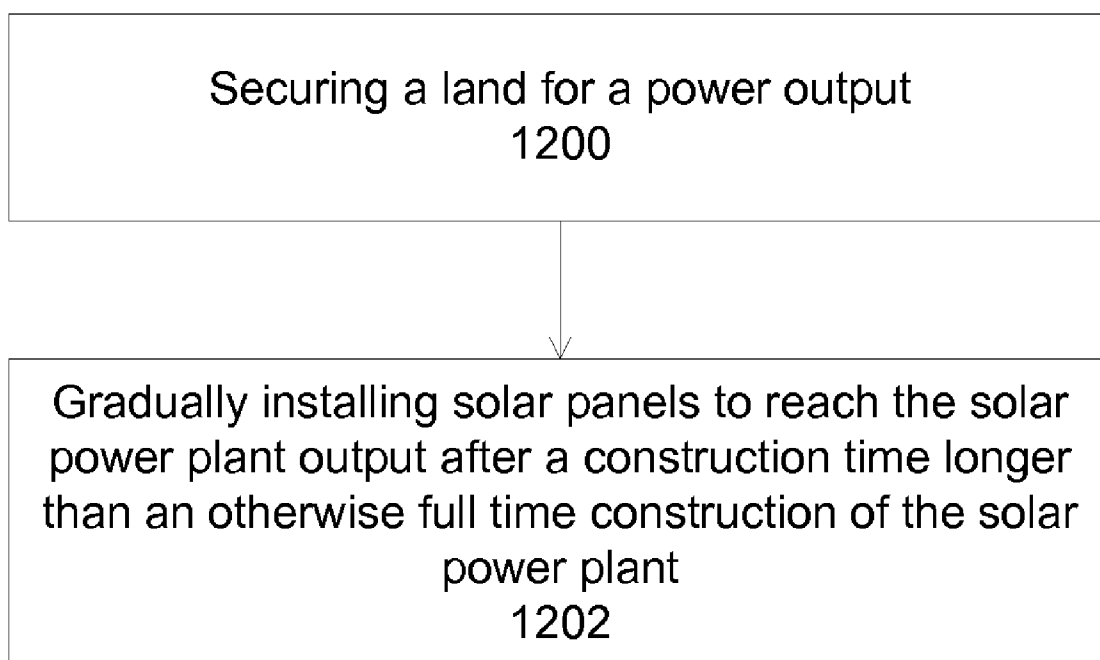 Securing a land for a power output
1200
Gradually installing solar panels to reach the solar
power plant output after a construction time longer
than an otherwise full time construction of the solar
power plant
1202